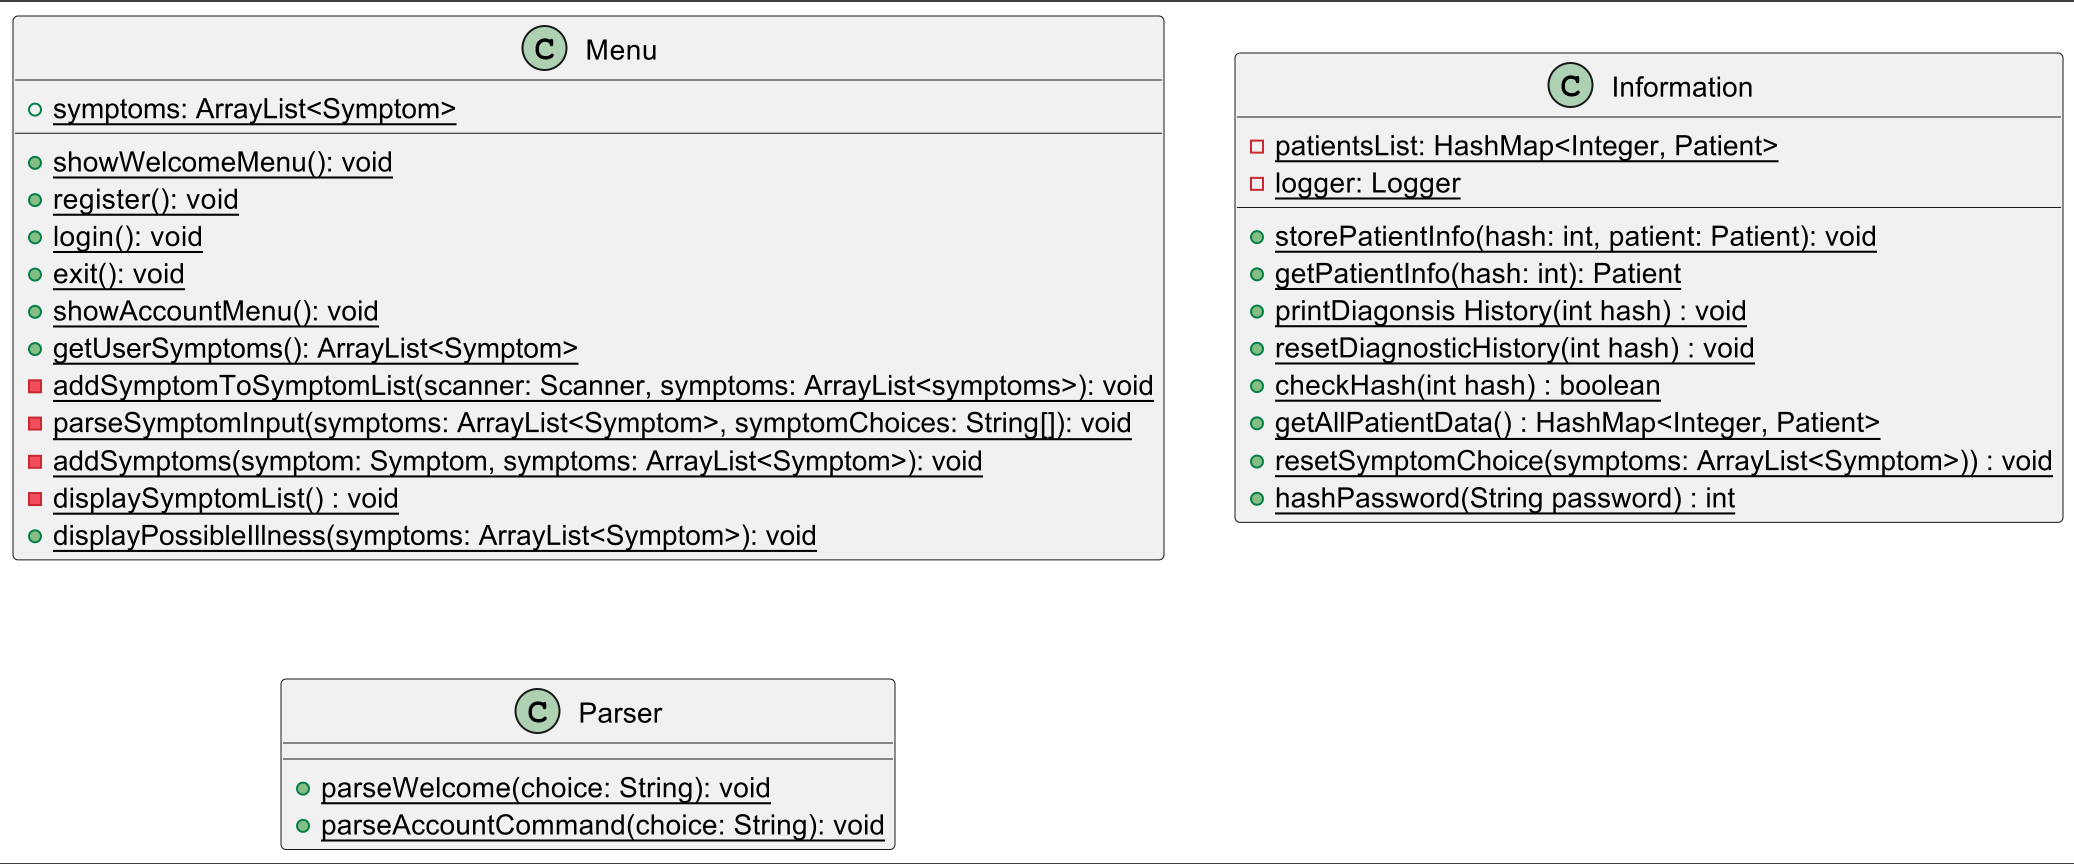 C Menu
symptoms: ArrayList<Symptom>
showWelcomeMenu(): void
register(): void
login(): void
exit(): void
showAccountMenu(): void
getUserSymptoms(): ArrayList<Symptom>
addSymptomToSymptomList(scanner: Scanner, symptoms: ArrayList<symptoms>): void
parseSymptomInput(symptoms: ArrayList<Symptom>, symptomChoices: String[]): void
addSymptoms(symptom: Symptom, symptoms: ArrayList<Symptom>): void
displaySymptomList() : void
displayPossibleIllness(symptoms: ArrayList<Symptom>): void
C Information
patientsList: HashMap<Integer, Patient>
logger: Logger
storePatientInfo(hash: int, patient: Patient): void
getPatientInfo(hash: int): Patient
printDiagonsis History(int hash) : void
resetDiagnosticHistory(int hash) : void
checkHash(int hash) : boolean
getAllPatientData() : HashMap<Integer, Patient>
resetSymptomChoice(symptoms: ArrayList<Symptom>)) : void
hashPassword(String password) : int
C Parser
parseWelcome(choice: String): void
parseAccountCommand(choice: String): void